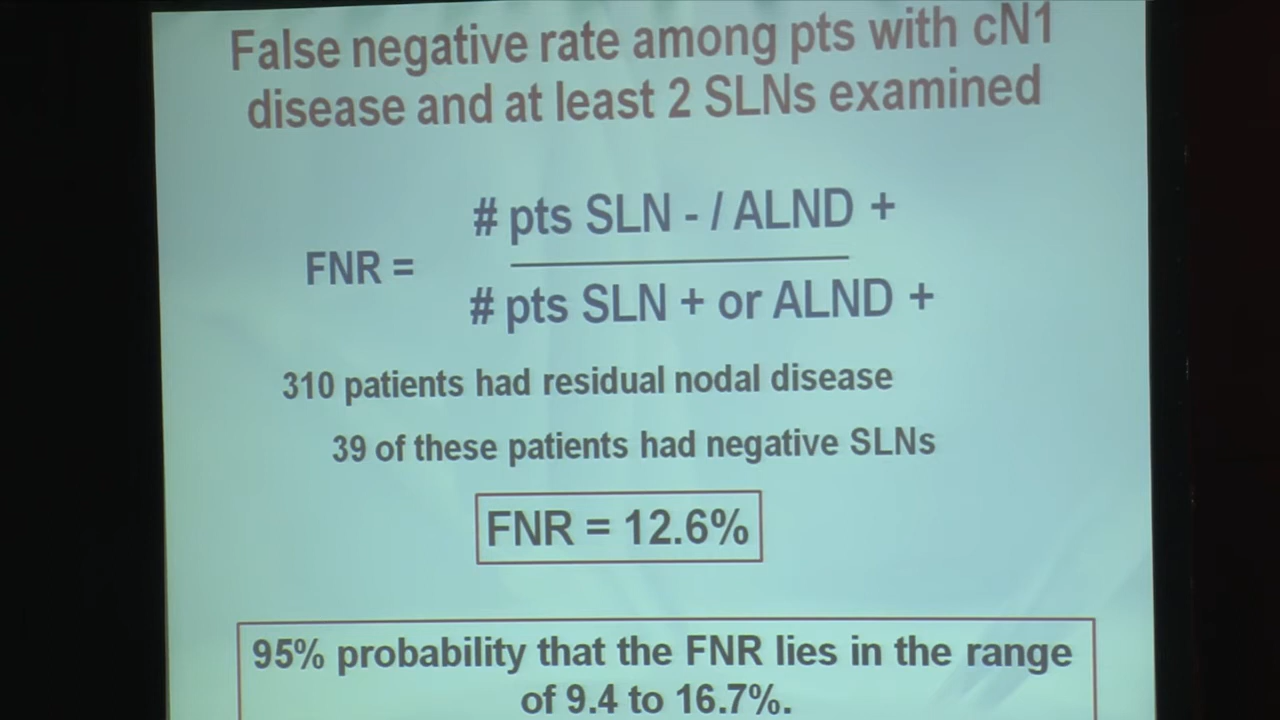 False negative rate among pts with cN1
disease and at least 2 SLNs examined
# pts SLN - / ALND +
FNR =
# pts SLN + or ALND +
310 patients had residual nodal disease
39 of these patients had negative SLNs
FNR = 12.6%
95% probability that the FNR lies in the range
of 9.4 to 16.7%.